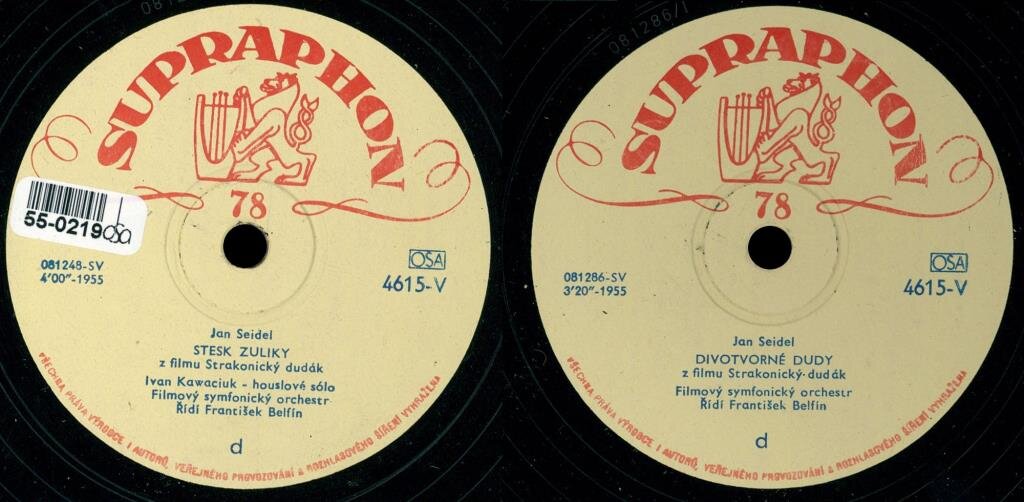 SUPRAPHON
78
55-0219 osa
081248-SV
4'00"-1955
OSA
4615-V
Jan Seidel
STESK ZULIKY
z filmu Strakonický dudák
Ivan Kawaciuk - houslové sólo
Filmový symfonický orchestr
Řídí František Belfín
d
VŠECHNA PRÁVA VÝROBCE I AUTORŮ, VEŘEJNÉHO PROVOZOVÁNÍ A ROZHLASOVÉHO ŠÍŘENÍ VYHRAŽENA
081286/1
SUPRAPHON
78
081286-SV
3'20"-1955
OSA
4615-V
Jan Seidel
DIVOTVORNÉ DUDY
z filmu Strakonický dudák
Filmový symfonický orchestr
Řídí František Belfín
d
VŠECHNA PRÁVA VÝROBCE I AUTORŮ, VEŘEJNÉHO PROVOZOVÁNÍ A ROZHLASOVÉHO ŠÍŘENÍ VYHRAŽENA